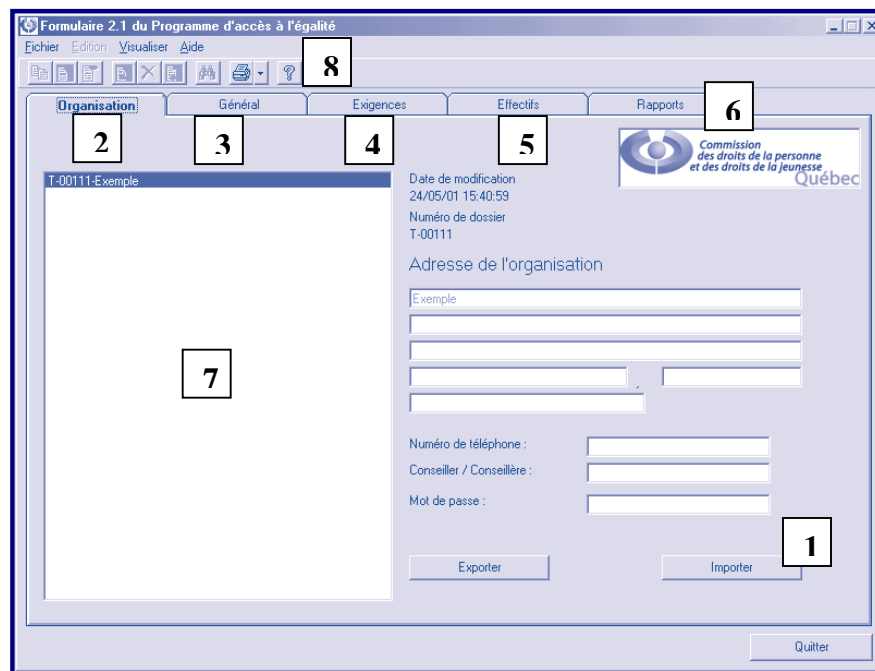 Formulaire 2.1 du Programme d'accès à l'égalité
Fichier Edition Visualiser Aide
8
Organisation Général Exigences Effectifs Rapports
2 3 4 5 6
Commission
des droits de la personne
et des droits de la jeunesse
Québec
T-00111-Exemple
Date de modification
24/05/01 15:40:59
Numéro de dossier
T-00111
Adresse de l'organisation
Exemple
,
7
Numéro de téléphone :
Conseiller / Conseillère :
Mot de passe :
1
Exporter Importer
Quitter